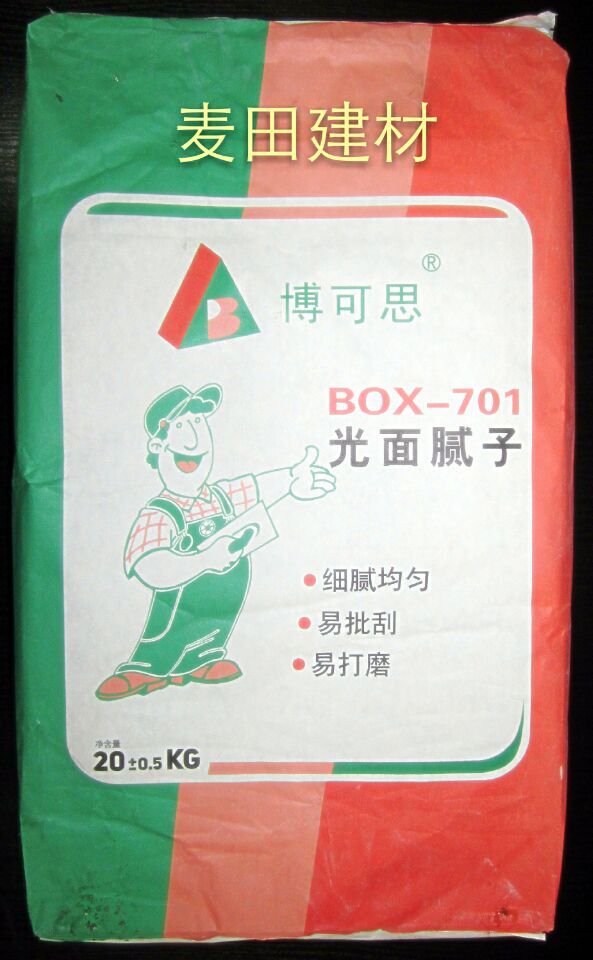 麦田建材
博可思®
BOX-701
光面腻子
•细腻均匀
•易批刮
•易打磨
净含量
20±0.5KG
B